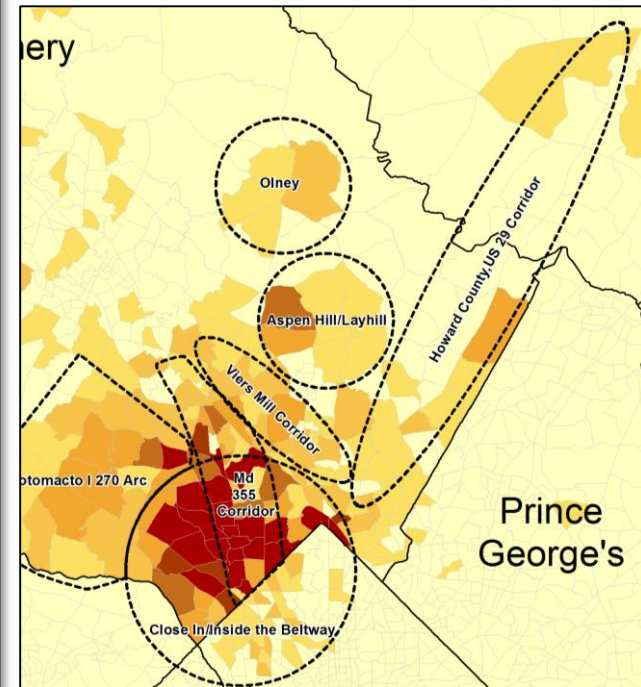 nery
Olney
Howard County,US 29 Corridor
Aspen Hill/Layhill
Viers Mill Corridor
otomacto I 270 Arc
Md
355
Corridor
Prince
George's
Close In/Inside the Beltway